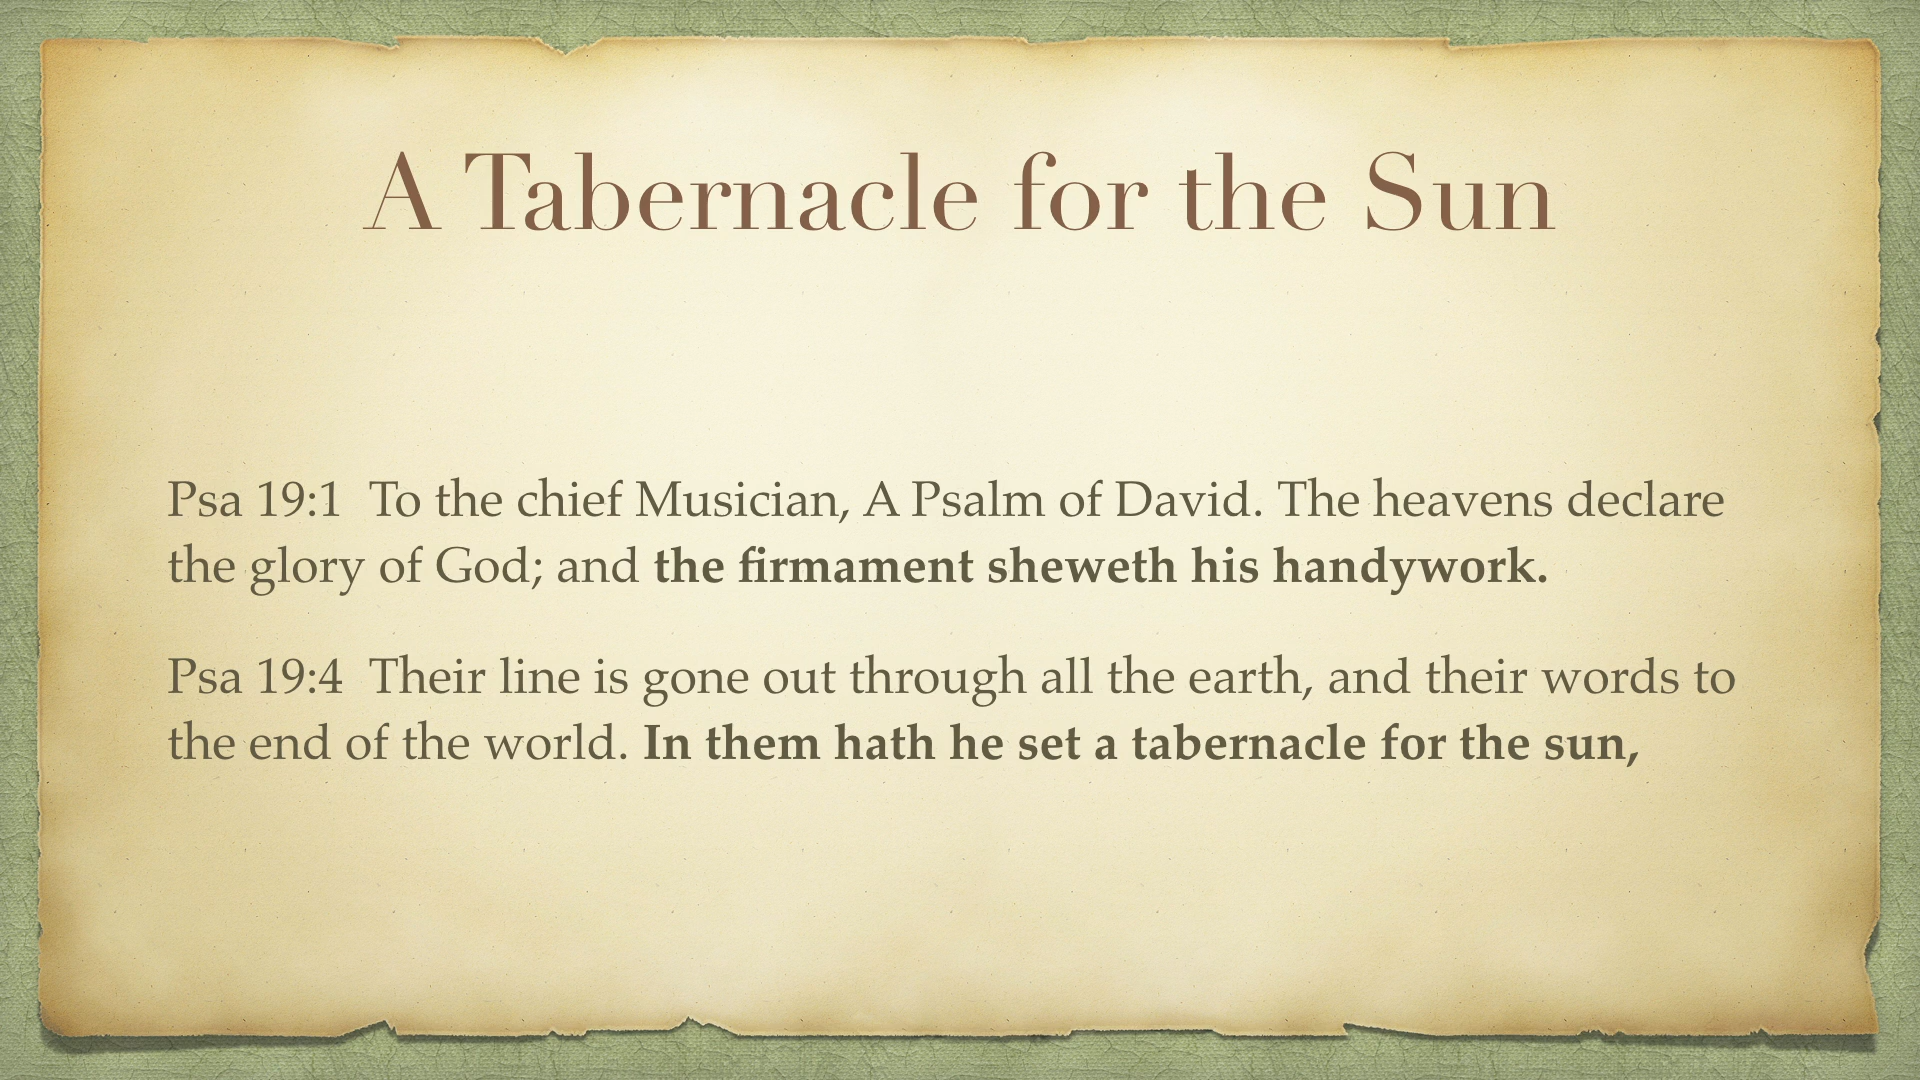 A Tabernacle for the Sun
Psa 19:1  To the chief Musician, A Psalm of David. The heavens declare
the glory of God; and the firmament sheweth his handywork.
Psa 19:4  Their line is gone out through all the earth, and their words to
the end of the world. In them hath he set a tabernacle for the sun,